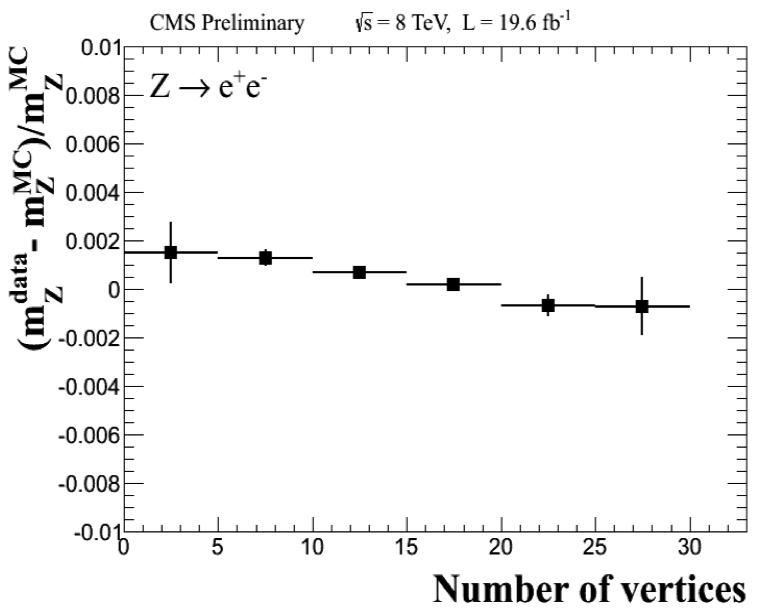 CMS Preliminary √s = 8 TeV, L = 19.6 fb⁻¹
Z → e⁺e⁻
(m_Z^data - m_Z^MC)/m_Z^MC
0.01
0.008
0.006
0.004
0.002
0
-0.002
-0.004
-0.006
-0.008
-0.01
0 5 10 15 20 25 30
Number of vertices